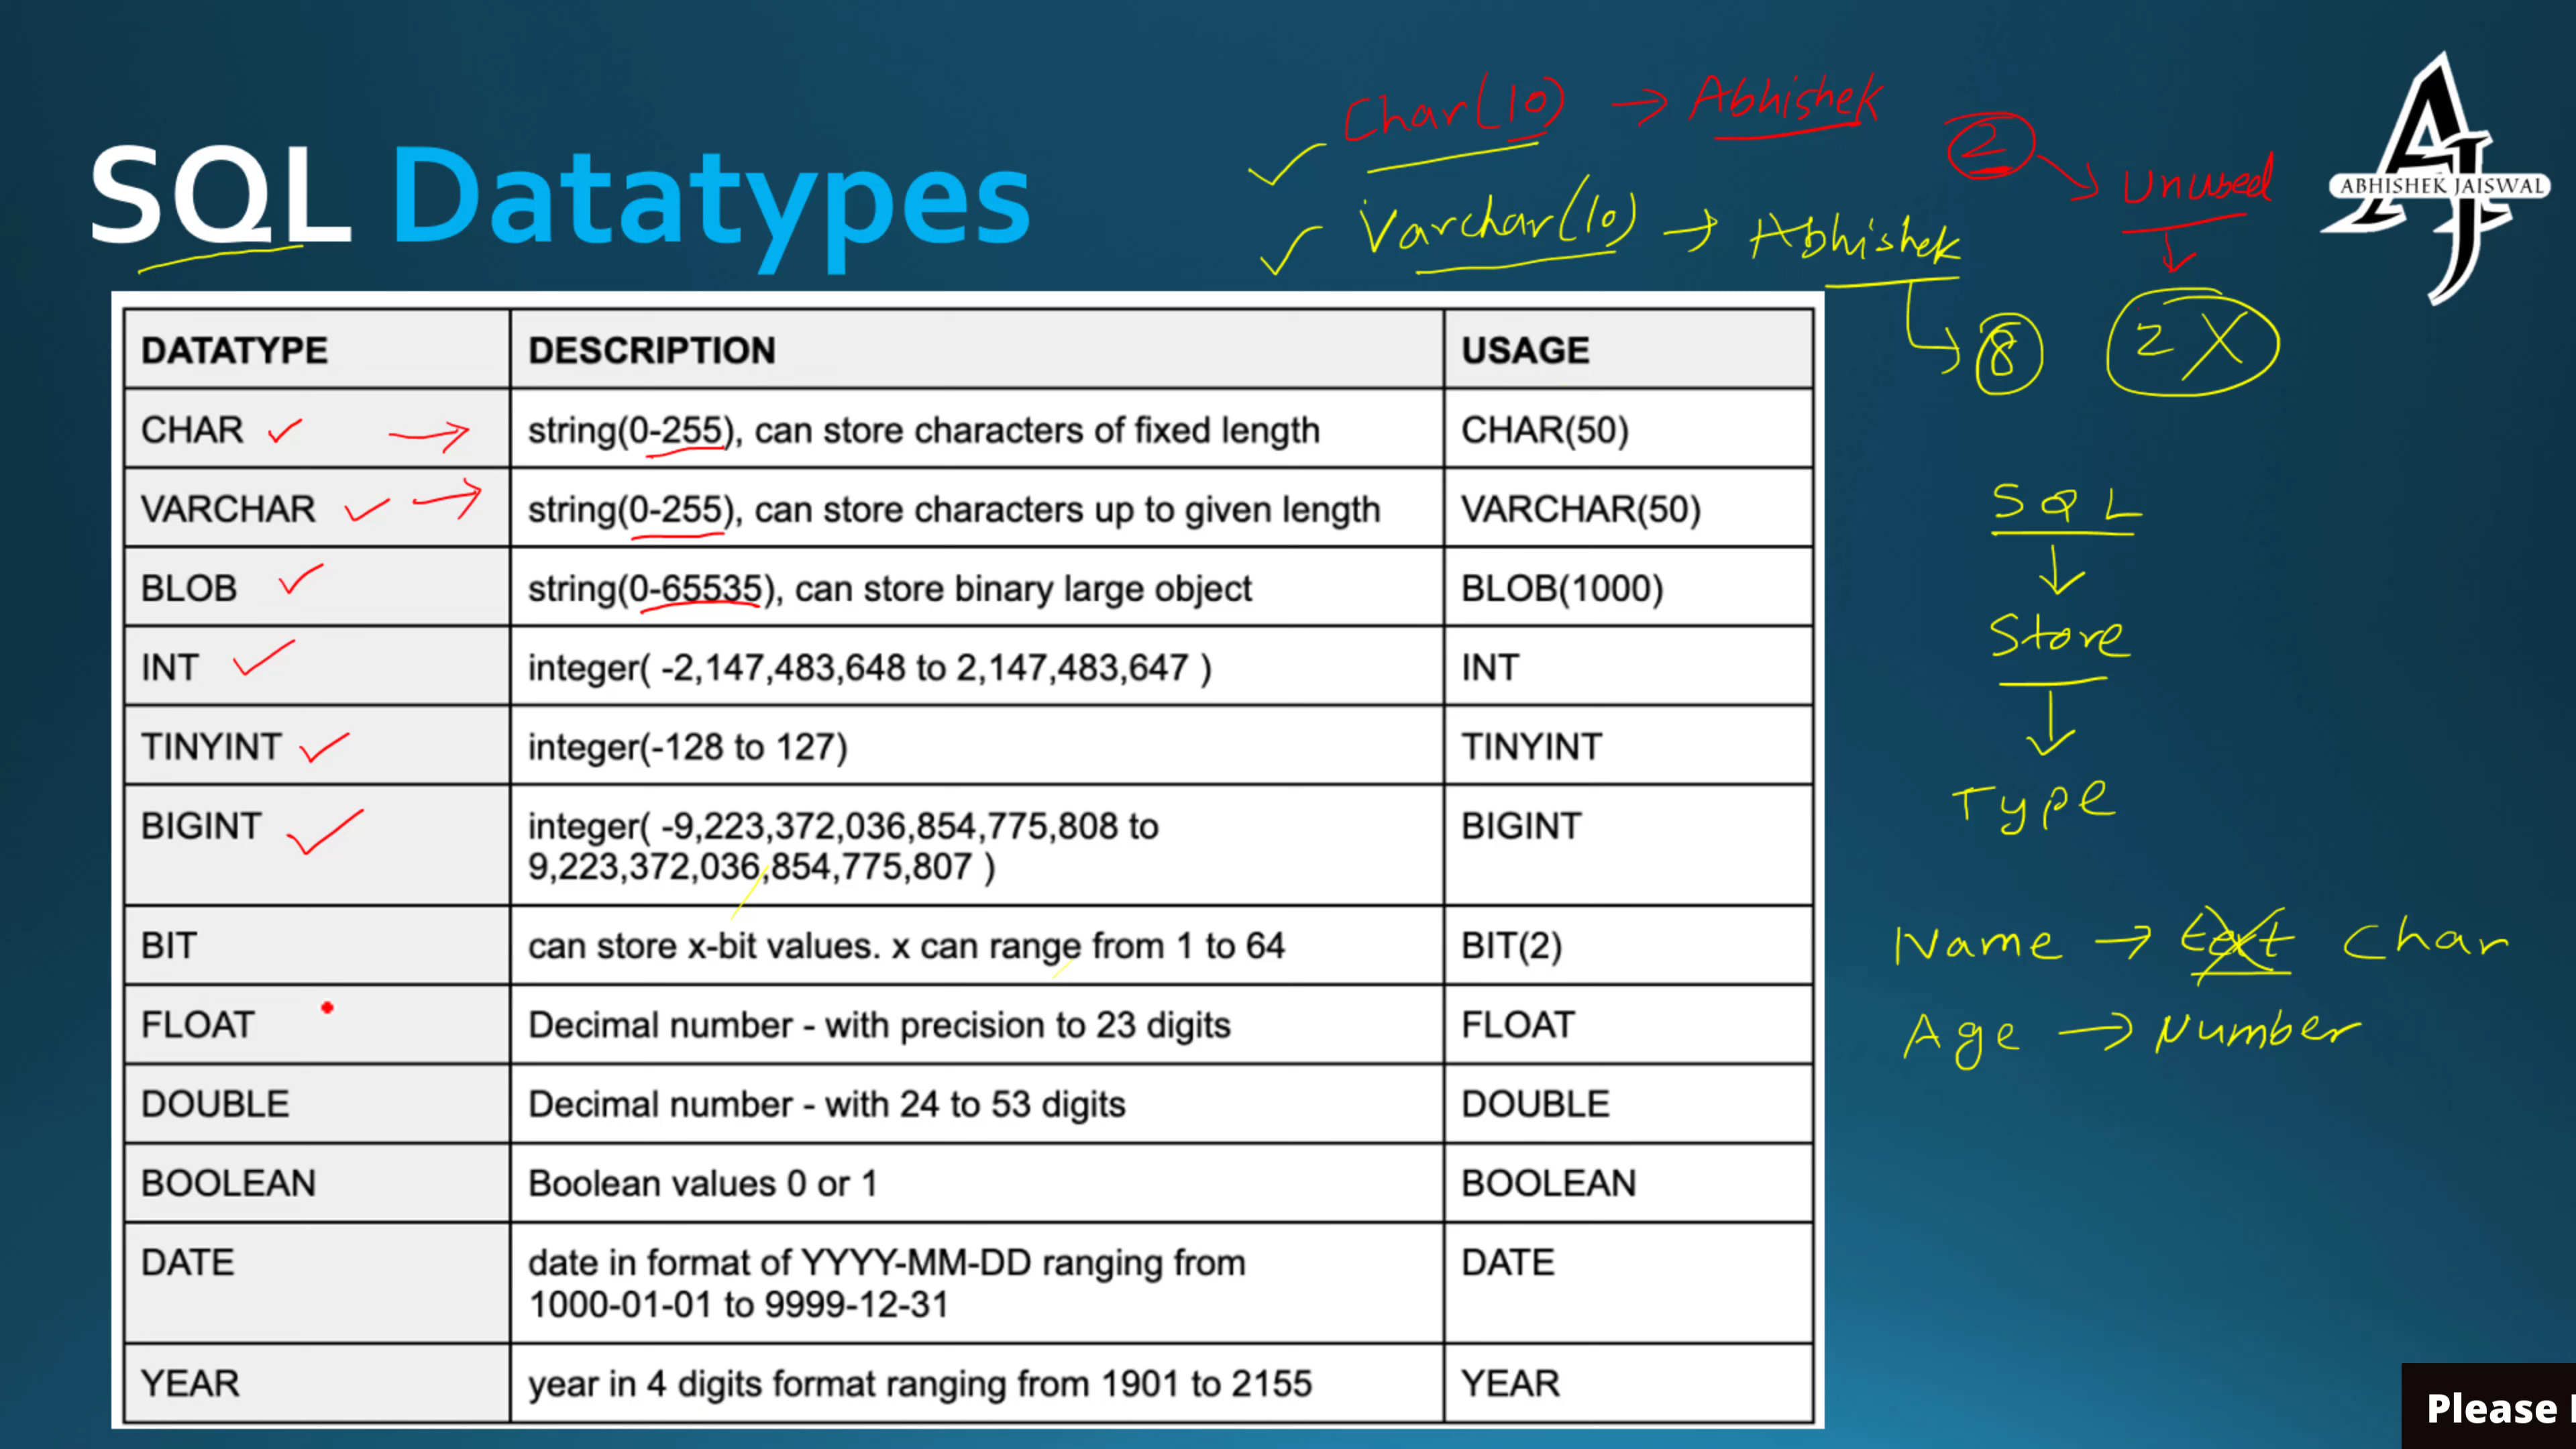 Char(10) → Abhishek
2 → Unused
Varchar(10) → Abhishek
8
2 X
SQL Datatypes
AJ
ABHISHEK JAISWAL
DATATYPE DESCRIPTION USAGE
CHAR string(0-255), can store characters of fixed length CHAR(50)
VARCHAR string(0-255), can store characters up to given length VARCHAR(50)
BLOB string(0-65535), can store binary large object BLOB(1000)
INT integer( -2,147,483,648 to 2,147,483,647 ) INT
TINYINT integer(-128 to 127) TINYINT
BIGINT integer( -9,223,372,036,854,775,808 to BIGINT
9,223,372,036,854,775,807 )
BIT can store x-bit values. x can range from 1 to 64 BIT(2)
FLOAT Decimal number - with precision to 23 digits FLOAT
DOUBLE Decimal number - with 24 to 53 digits DOUBLE
BOOLEAN Boolean values 0 or 1 BOOLEAN
DATE date in format of YYYY-MM-DD ranging from DATE
1000-01-01 to 9999-12-31
YEAR year in 4 digits format ranging from 1901 to 2155 YEAR
SQL
Store
Type
Name → text Char
Age → Number
Please